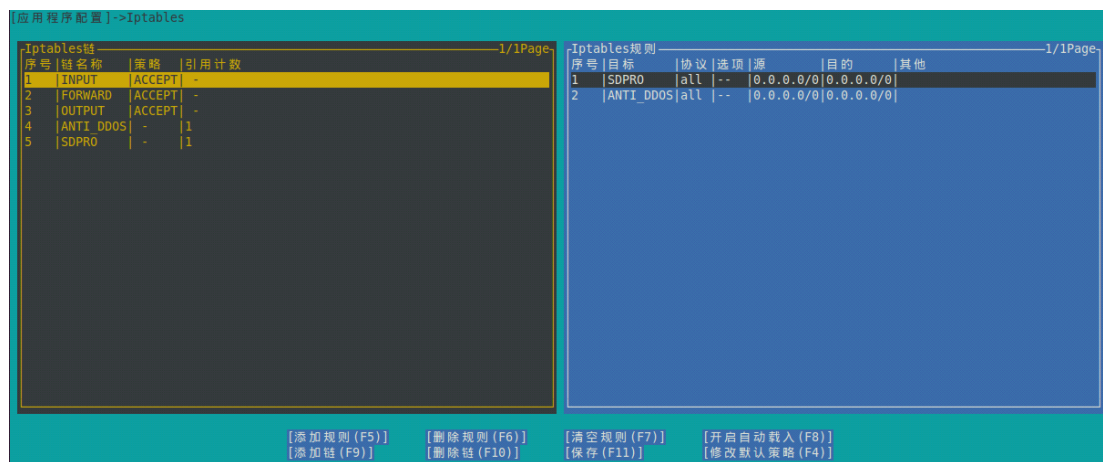 [应用程序配置]->Iptables
Iptables链 1/1Page
序号|链名称 |策略 |引用计数
1 |INPUT |ACCEPT| -
2 |FORWARD |ACCEPT| -
3 |OUTPUT |ACCEPT| -
4 |ANTI_DDOS| - |1
5 |SDPRO | - |1
Iptables规则 1/1Page
序号|目标 |协议|选项|源 |目的 |其他
1 |SDPRO |all |-- |0.0.0.0/0|0.0.0.0/0|
2 |ANTI_DDOS|all |-- |0.0.0.0/0|0.0.0.0/0|
[添加规则(F5)] [删除规则(F6)] [清空规则(F7)] [开启自动载入(F8)]
[添加链(F9)] [删除链(F10)] [保存(F11)] [修改默认策略(F4)]